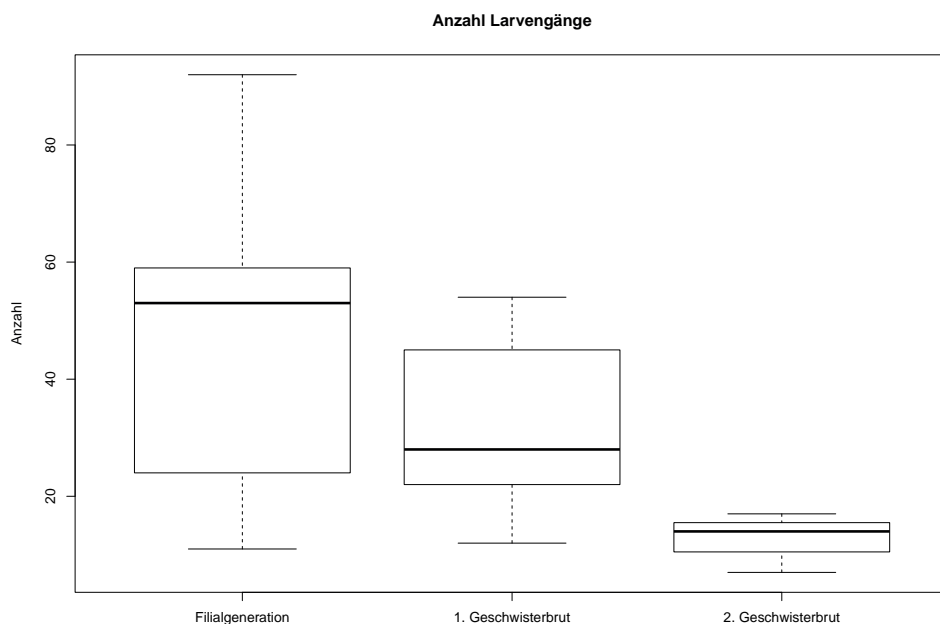 Anzahl Larvengänge
Anzahl
80
60
40
20
Filialgeneration 1. Geschwisterbrut 2. Geschwisterbrut